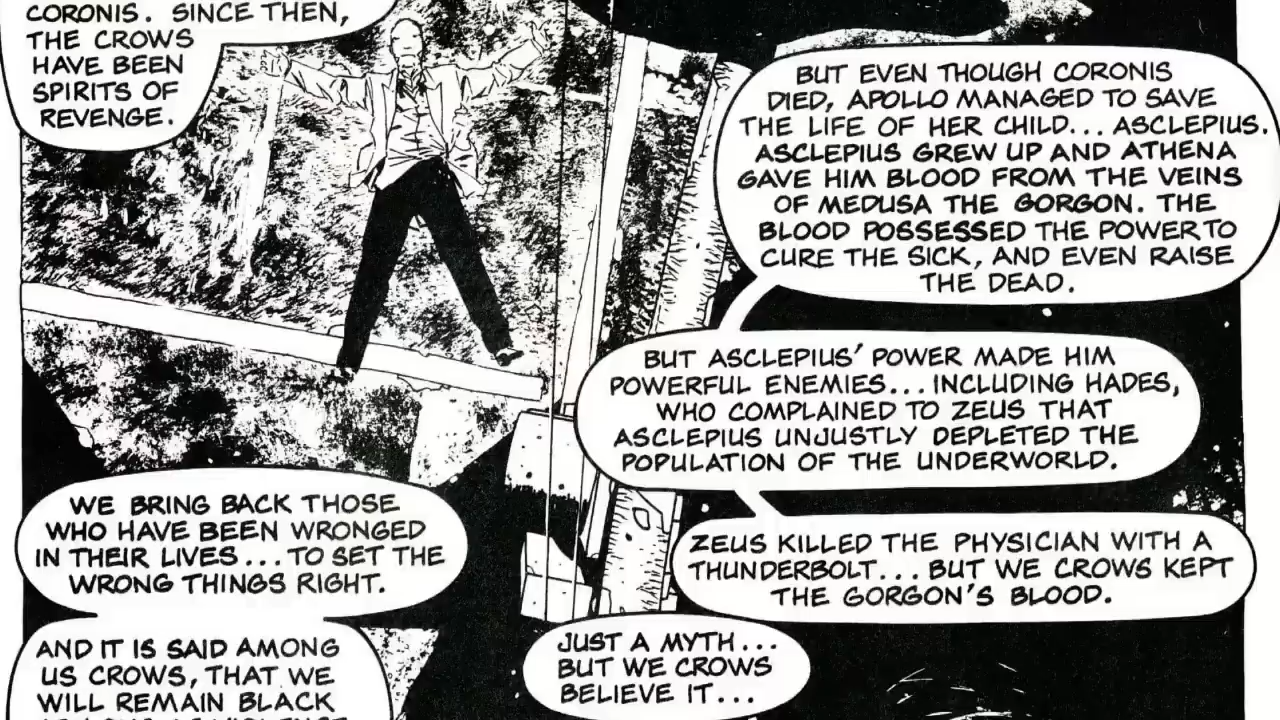 CORONIS. SINCE THEN,
THE CROWS
HAVE BEEN
SPIRITS OF
REVENGE.
BUT EVEN THOUGH CORONIS
DIED, APOLLO MANAGED TO SAVE
THE LIFE OF HER CHILD... ASCLEPIUS.
ASCLEPIUS GREW UP AND ATHENA
GAVE HIM BLOOD FROM THE VEINS
OF MEDUSA THE GORGON. THE
BLOOD POSSESSED THE POWER TO
CURE THE SICK, AND EVEN RAISE
THE DEAD.
BUT ASCLEPIUS' POWER MADE HIM
POWERFUL ENEMIES... INCLUDING HADES,
WHO COMPLAINED TO ZEUS THAT
ASCLEPIUS UNJUSTLY DEPLETED THE
POPULATION OF THE UNDERWORLD.
ZEUS KILLED THE PHYSICIAN WITH A
THUNDERBOLT... BUT WE CROWS KEPT
THE GORGON'S BLOOD.
JUST A MYTH...
BUT WE CROWS
BELIEVE IT...
WE BRING BACK THOSE
WHO HAVE BEEN WRONGED
IN THEIR LIVES... TO SET THE
WRONG THINGS RIGHT.
AND IT IS SAID AMONG
US CROWS, THAT WE
WILL REMAIN BLACK